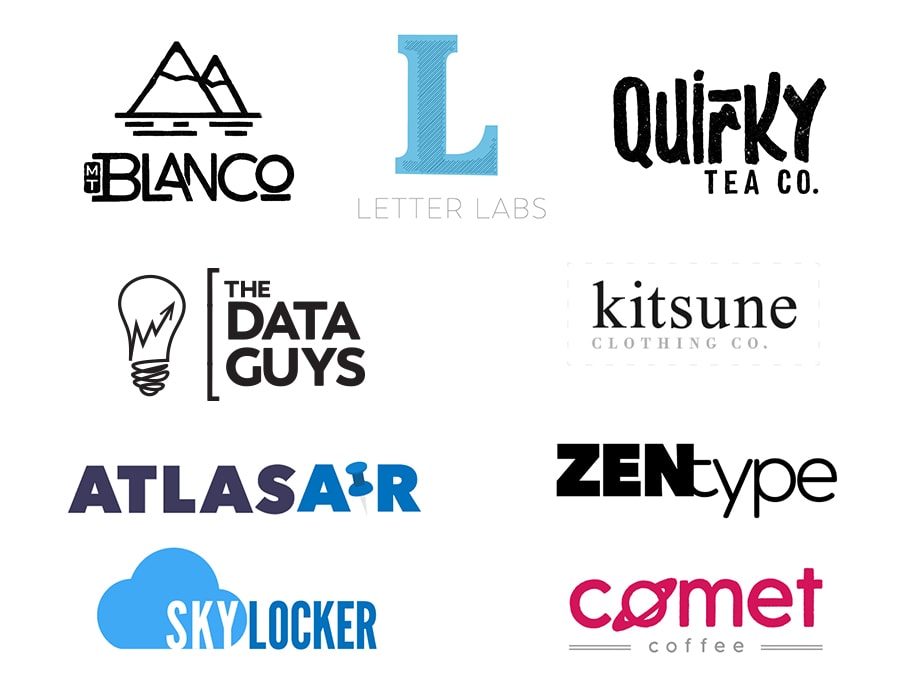 MT BLANCO
L
LETTER LABS
QUIRKY
TEA CO.
THE
DATA
GUYS
kitsune
CLOTHING CO.
ATLASAiR
ZENtype
SKYLOCKER
comet
coffee